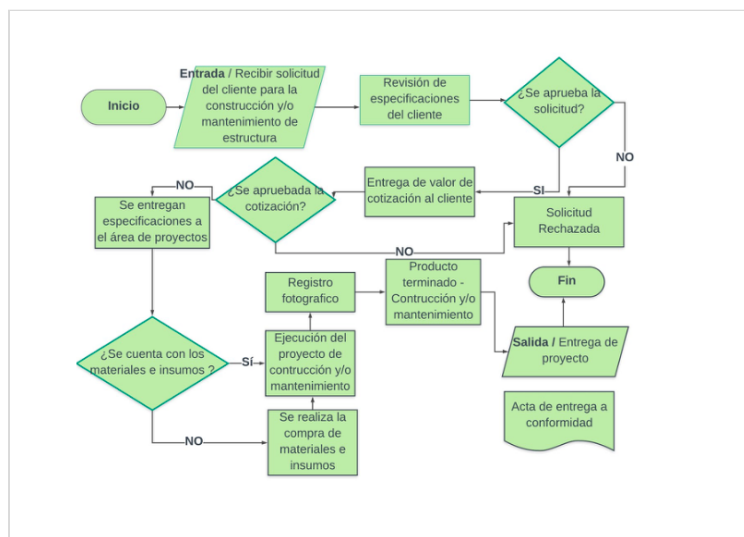 Inicio
Entrada / Recibir solicitud
del cliente para la
construcción y/o
mantenimiento de
estructura
Revisión de
especificaciones
del cliente
¿Se aprueba la
solicitud?
NO
SI
Entrega de valor de
cotización al cliente
¿Se apruebada la
cotización?
NO
NO
Se entregan
especificaciones a
el área de proyectos
Solicitud
Rechazada
Fin
Registro
fotografico
Producto
terminado -
Contrucción y/o
mantenimiento
¿Se cuenta con los
materiales e insumos ?
Sí
NO
Ejecución del
proyecto de
contrucción y/o
mantenimiento
Se realiza la
compra de
materiales e
insumos
Salida / Entrega de
proyecto
Acta de entrega a
conformidad